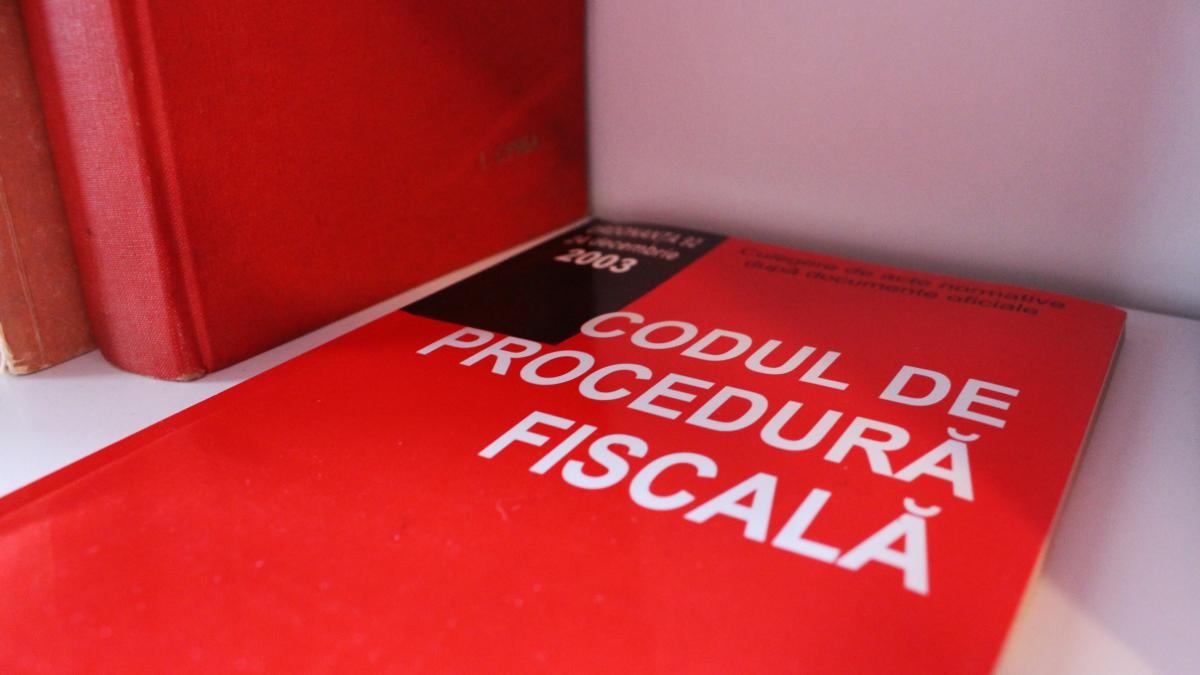 ORDONANȚA 92
24 decembrie
2003
Culegere de acte normative
după documente oficiale
CODUL DE
PROCEDURĂ
FISCALĂ